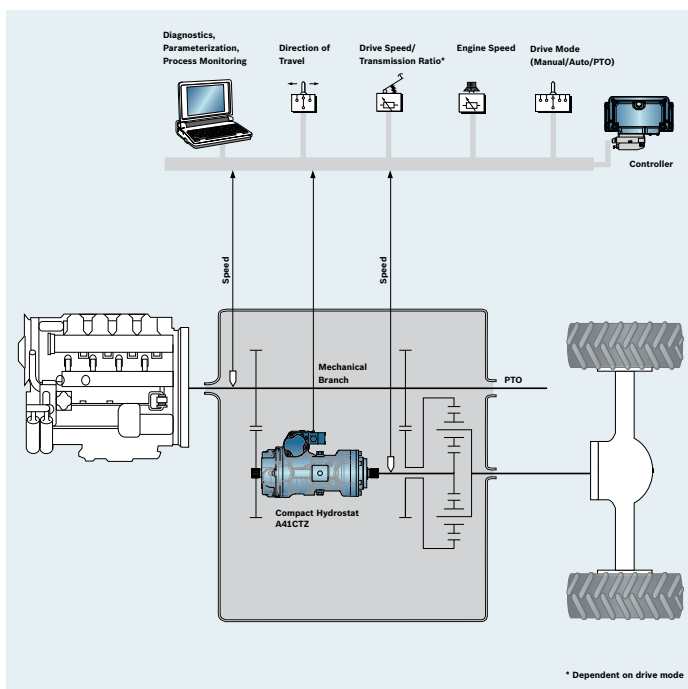 Diagnostics,
Parameterization,
Process Monitoring
Direction of
Travel
Drive Speed/
Transmission Ratio*
Engine Speed
Drive Mode
(Manual/Auto/PTO)
Controller
Speed
Speed
Mechanical
Branch
PTO
Compact Hydrostat
A41CTZ
* Dependent on drive mode